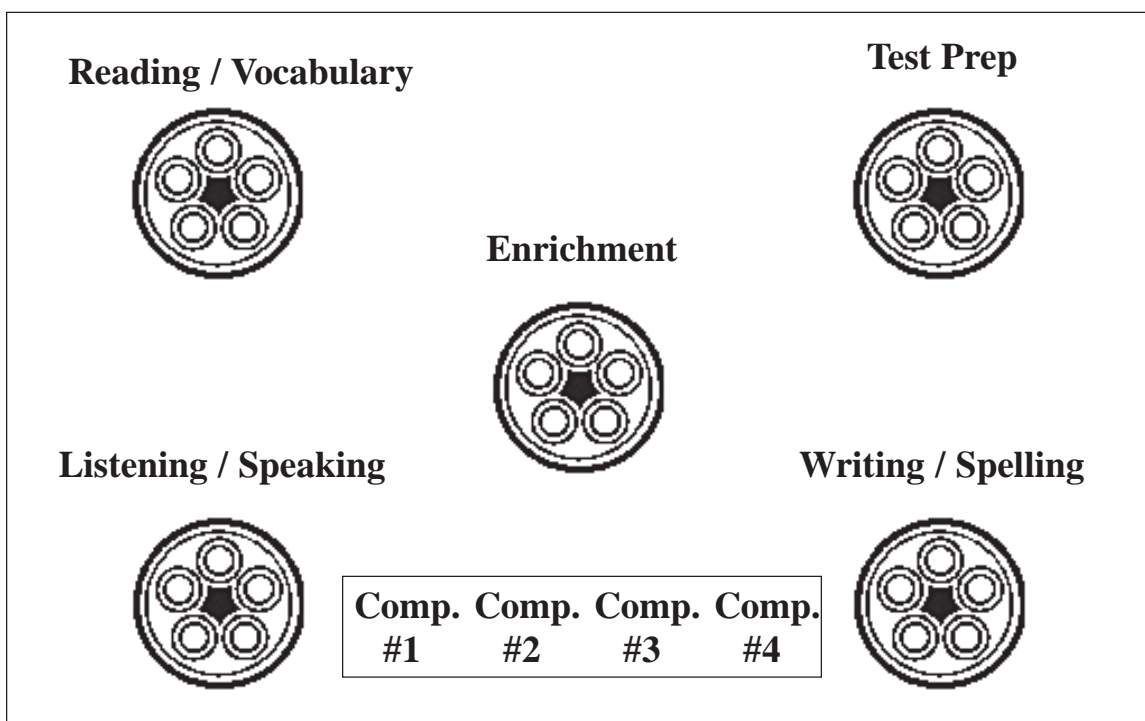 Reading / Vocabulary
Test Prep
Enrichment
Listening / Speaking
Writing / Spelling
Comp. Comp. Comp. Comp.
#1 #2 #3 #4